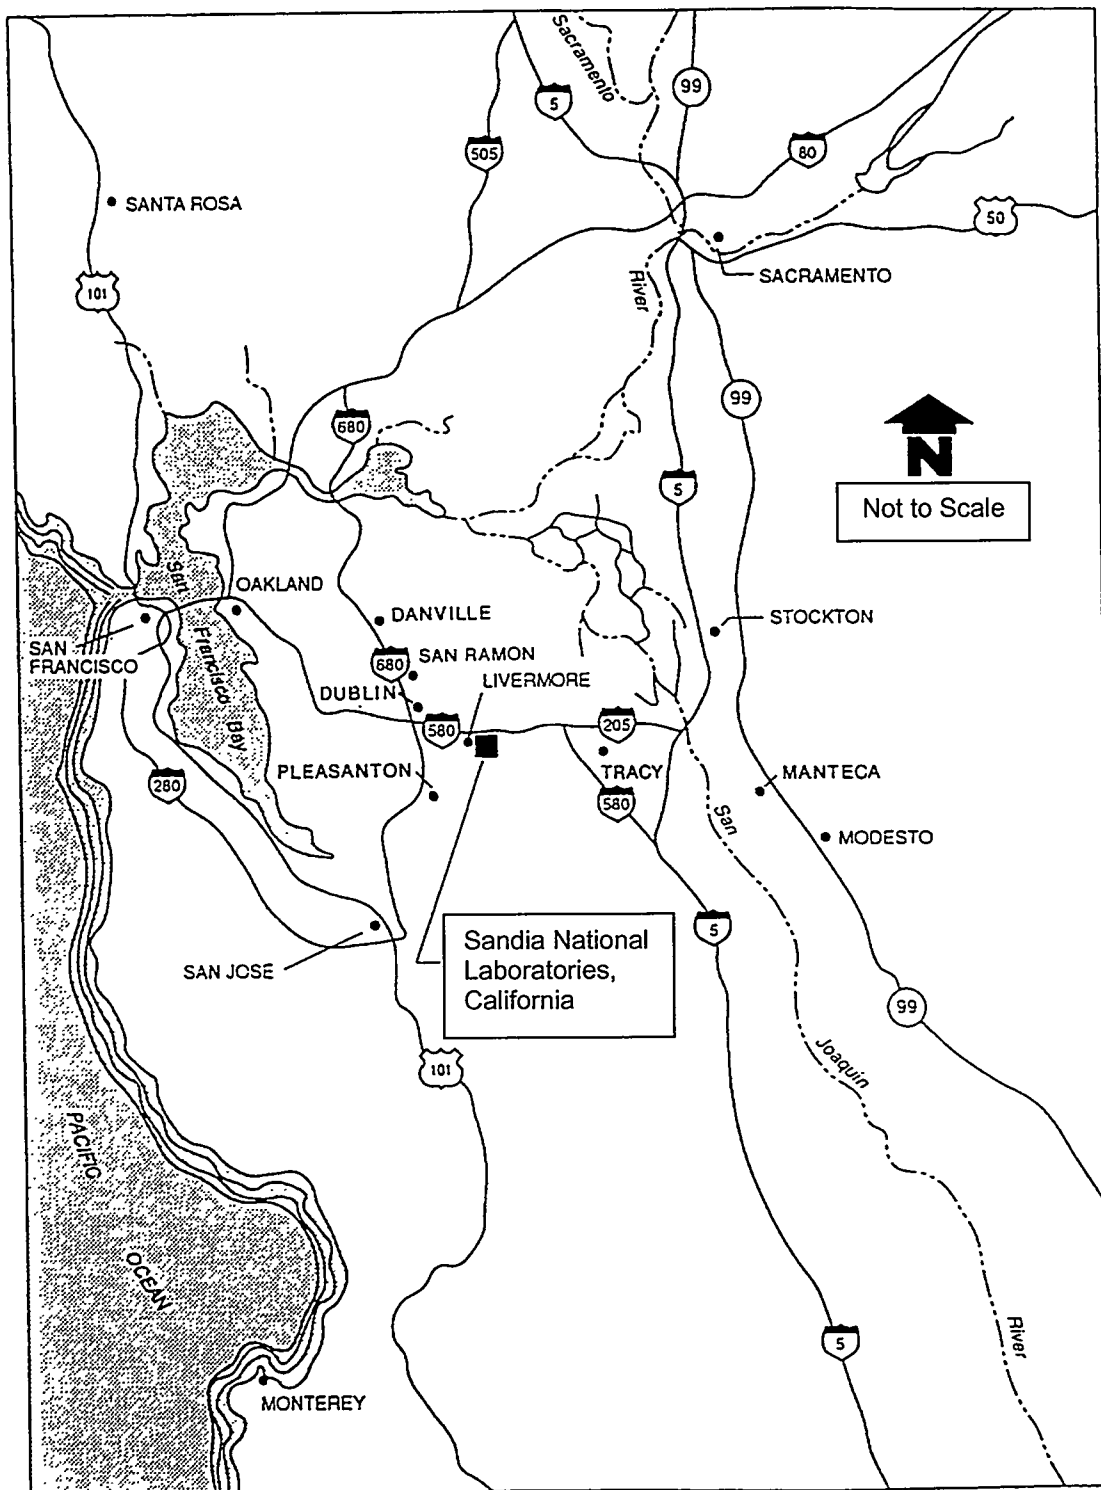 Sacramento
99
5
505
80
SANTA ROSA
50
SACRAMENTO
101
River
99
680
N
5
Not to Scale
San
OAKLAND
DANVILLE
STOCKTON
SAN
FRANCISCO
Francisco
680
SAN RAMON
LIVERMORE
DUBLIN
Bay
580
205
PLEASANTON
TRACY
MANTECA
280
580
San
MODESTO
5
Sandia National
Laboratories,
California
SAN JOSE
99
101
Joaquin
PACIFIC
OCEAN
River
5
MONTEREY